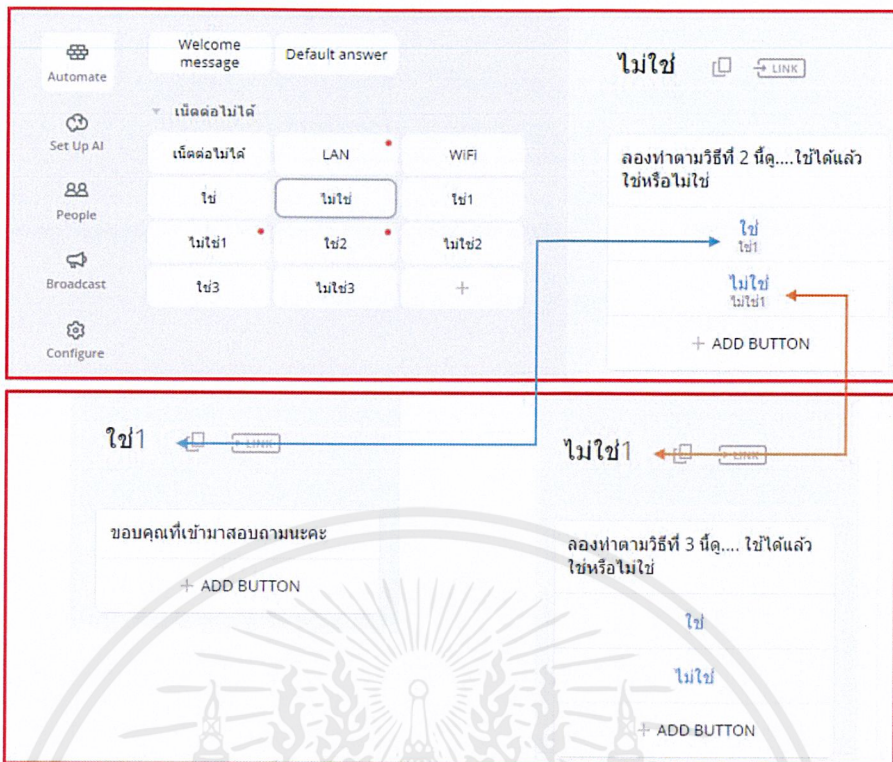 Automate
Set Up AI
People
Broadcast
Configure
Welcome
message
Default answer
เน็ตต่อไม่ได้
เน็ตต่อไม่ได้
LAN
WiFi
ใช่
ไม่ใช่
ใช่1
ไม่ใช่1
ใช่2
ไม่ใช่2
ใช่3
ไม่ใช่3
+
ไม่ใช่
LINK
ลองทำตามวิธีที่ 2 นี้ดู....ใช้ได้แล้ว
ใช่หรือไม่ใช่
ใช่
ใช่1
ไม่ใช่
ไม่ใช่1
+ ADD BUTTON
ใช่1
LINK
ขอบคุณที่เข้ามาสอบถามนะคะ
+ ADD BUTTON
ไม่ใช่1
LINK
ลองทำตามวิธีที่ 3 นี้ดู.... ใช้ได้แล้ว
ใช่หรือไม่ใช่
ใช่
ไม่ใช่
+ ADD BUTTON